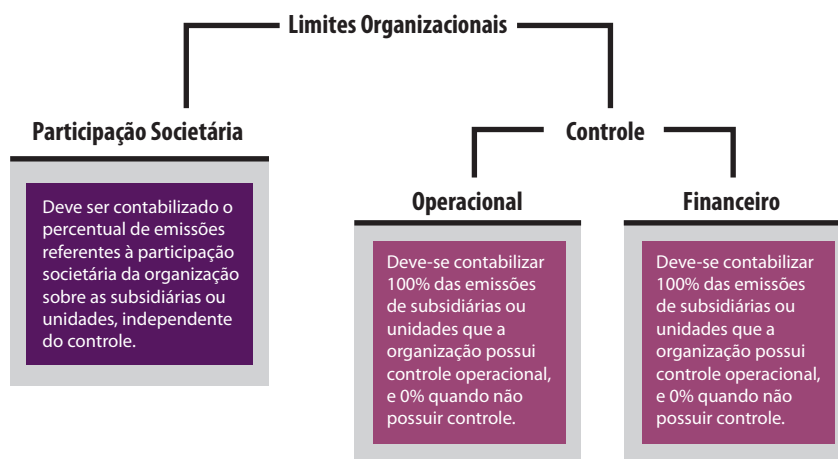 Limites Organizacionais
Participação Societária
Deve ser contabilizado o
percentual de emissões
referentes à participação
societária da organização
sobre as subsidiárias ou
unidades, independente
do controle.
Controle
Operacional
Deve-se contabilizar
100% das emissões
de subsidiárias ou
unidades que a
organização possui
controle operacional,
e 0% quando não
possuir controle.
Financeiro
Deve-se contabilizar
100% das emissões
de subsidiárias ou
unidades que a
organização possui
controle operacional,
e 0% quando não
possuir controle.